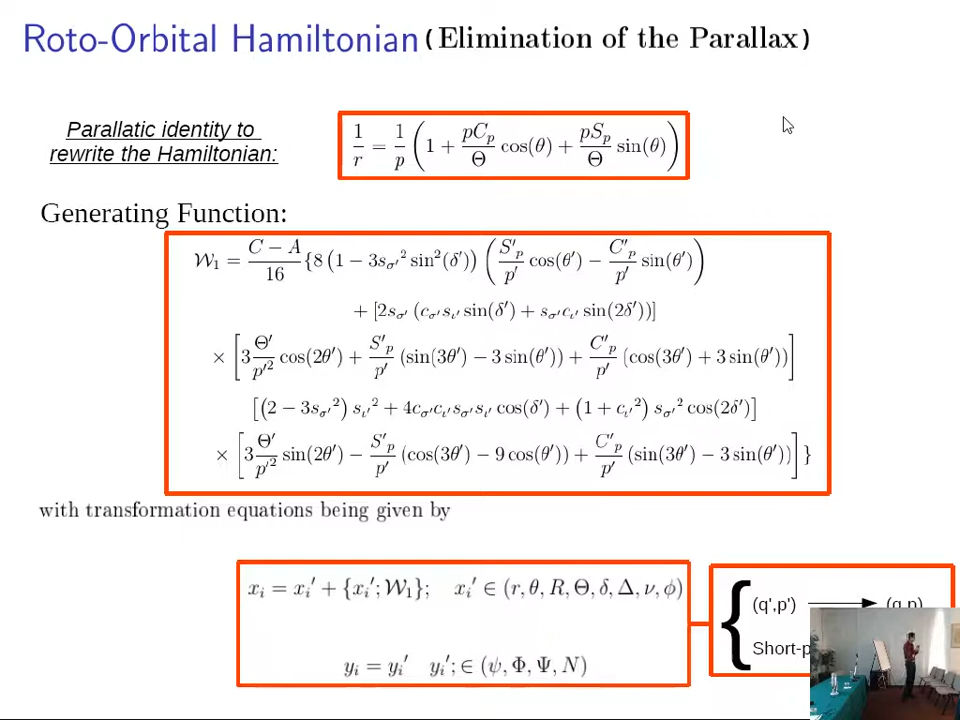 Roto-Orbital Hamiltonian (Elimination of the Parallax)
Parallatic identity to
rewrite the Hamiltonian:
1/r = 1/p (1 + pC_p/Θ cos(θ) + pS_p/Θ sin(θ))
Generating Function:
𝒲₁ = (C − A)/16 {8 (1 − 3s_σ′² sin²(δ′)) (S′_p/p′ cos(θ′) − C′_p/p′ sin(θ′))
+ [2s_σ′ (c_σ′ s_ι′ sin(δ′) + s_σ′ c_ι′ sin(2δ′))]
× [3 Θ′/p′² cos(2θ′) + S′_p/p′ (sin(3θ′) − 3 sin(θ′)) + C′_p/p′ (cos(3θ′) + 3 sin(θ′))]
[(2 − 3s_σ′²) s_ι′² + 4c_σ′ c_ι′ s_σ′ s_ι′ cos(δ′) + (1 + c_ι′²) s_σ′² cos(2δ′)]
× [3 Θ′/p′² sin(2θ′) − S′_p/p′ (cos(3θ′) − 9 cos(θ′)) + C′_p/p′ (sin(3θ′) − 3 sin(θ′))] }
with transformation equations being given by
x_i = x_i′ + {x_i′; 𝒲₁}; x_i′ ∈ (r, θ, R, Θ, δ, Δ, ν, φ)
y_i = y_i′ y_i′; ∈ (ψ, Φ, Ψ, N)
(q',p') (q,p)
Short-p